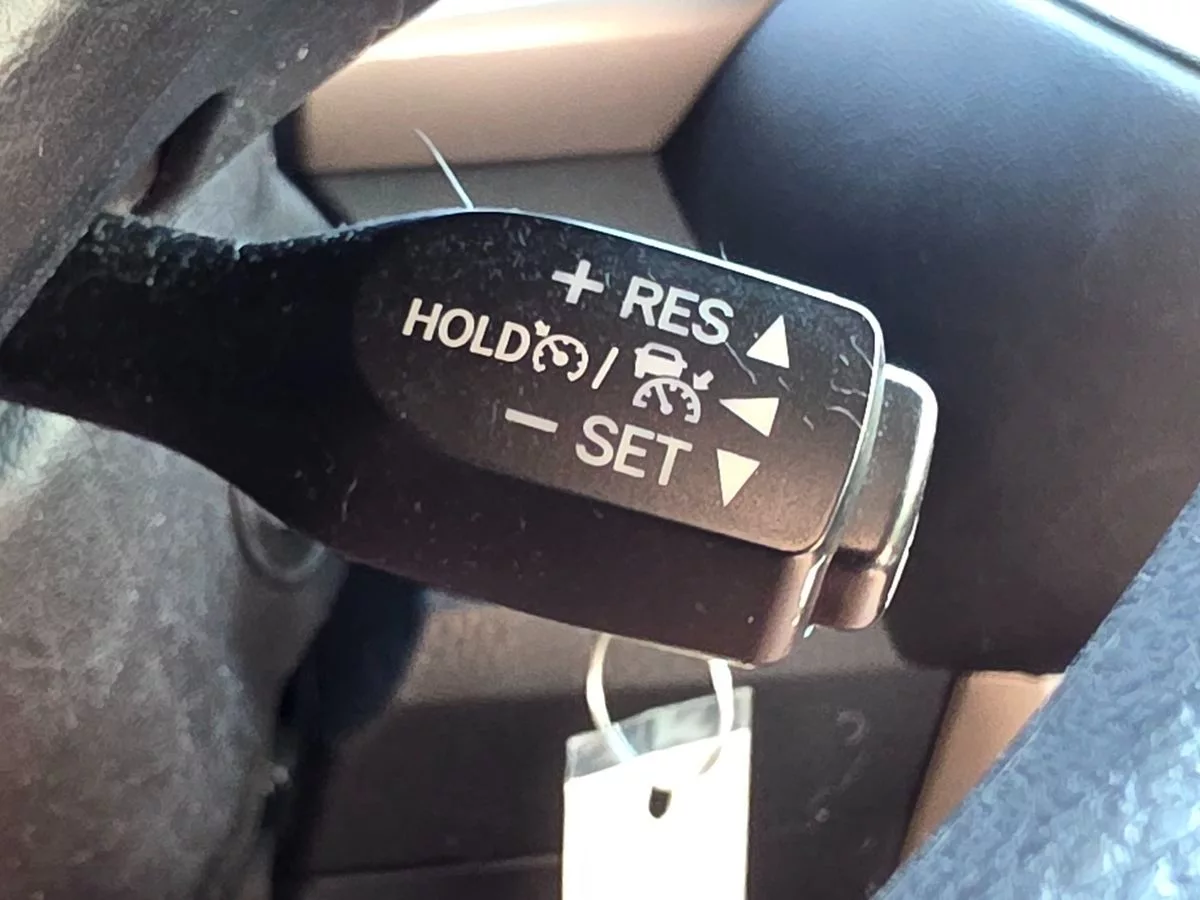 + RES
HOLD /
- SET